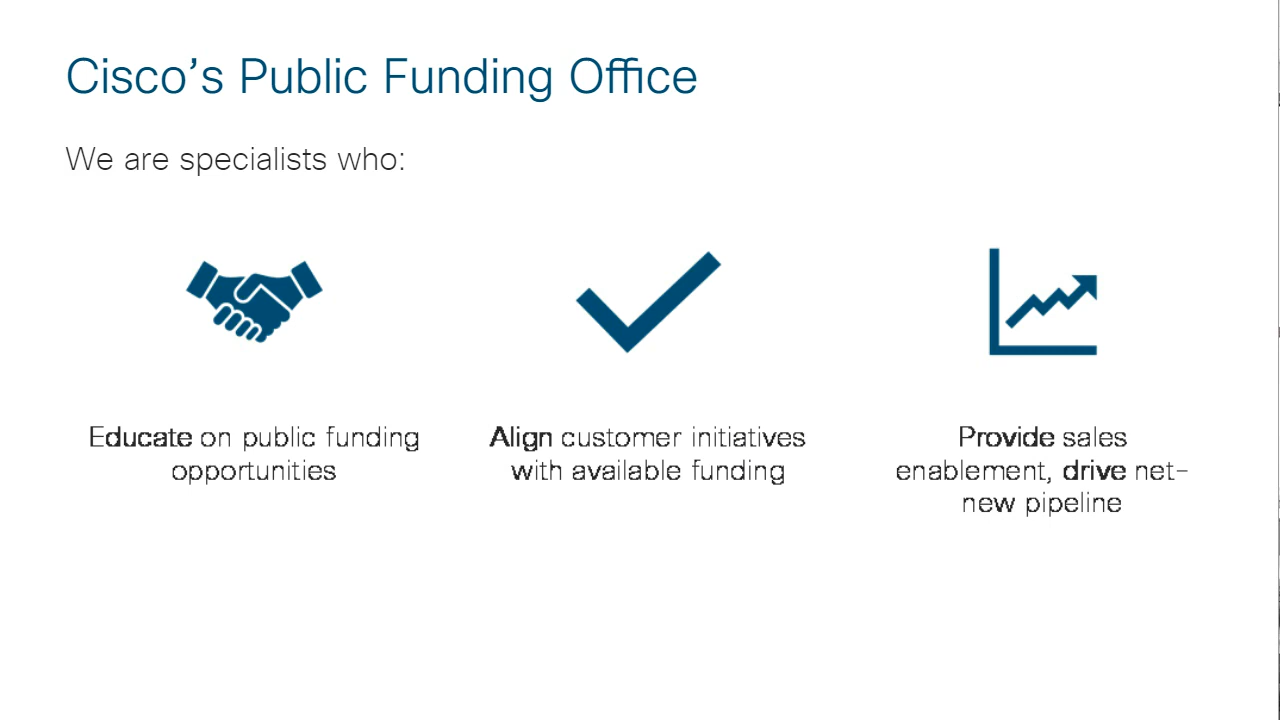 Cisco’s Public Funding Office
We are specialists who:
Educate on public funding
opportunities
Align customer initiatives
with available funding
Provide sales
enablement, drive net-
new pipeline